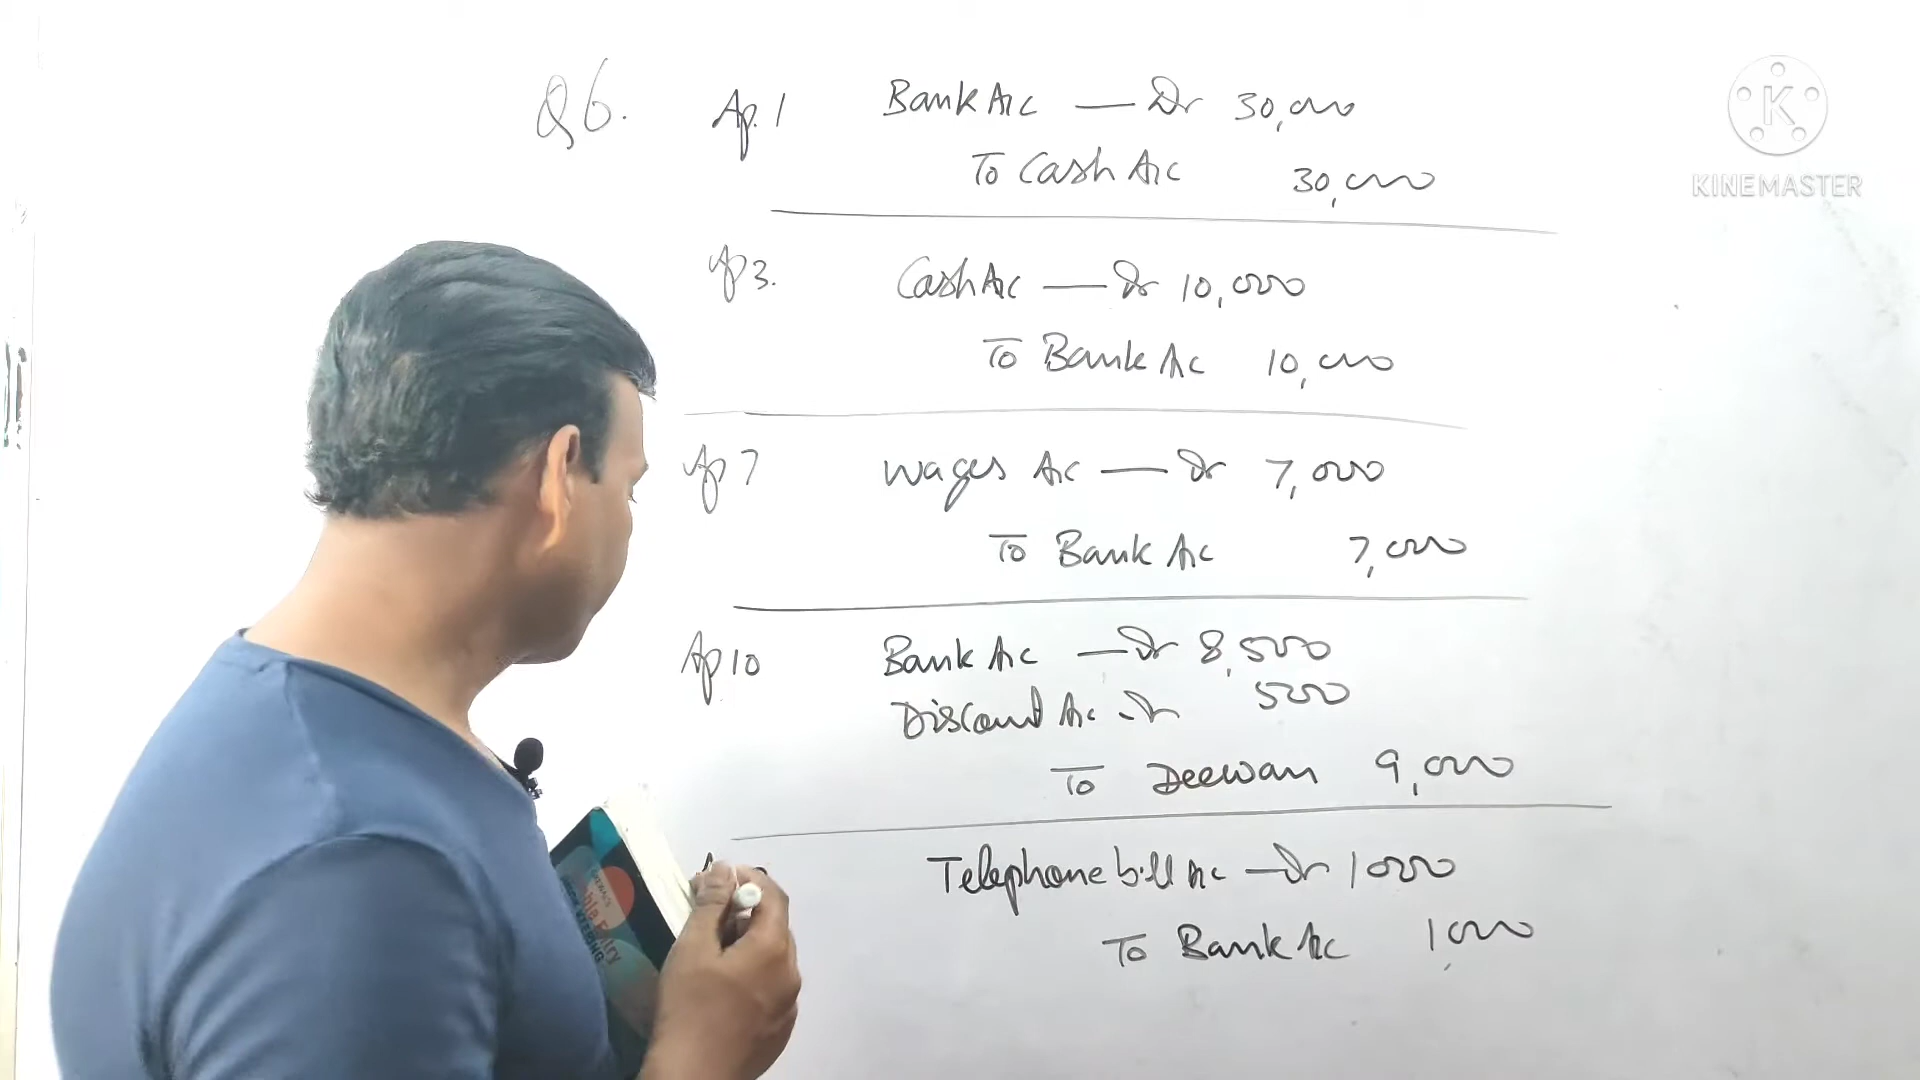 Q6. Ap. 1 Bank A/c — Dr 30,000
To Cash A/c 30,000
Ap 3. Cash A/c — Dr 10,000
To Bank A/c 10,000
Ap 7 Wages A/c — Dr 7,000
To Bank A/c 7,000
Ap 10 Bank A/c — Dr 8,500
Discount A/c - Dr 500
To Deewan 9,000
Telephone bill A/c — Dr 1000
To Bank A/c 1,000
K
KINEMASTER